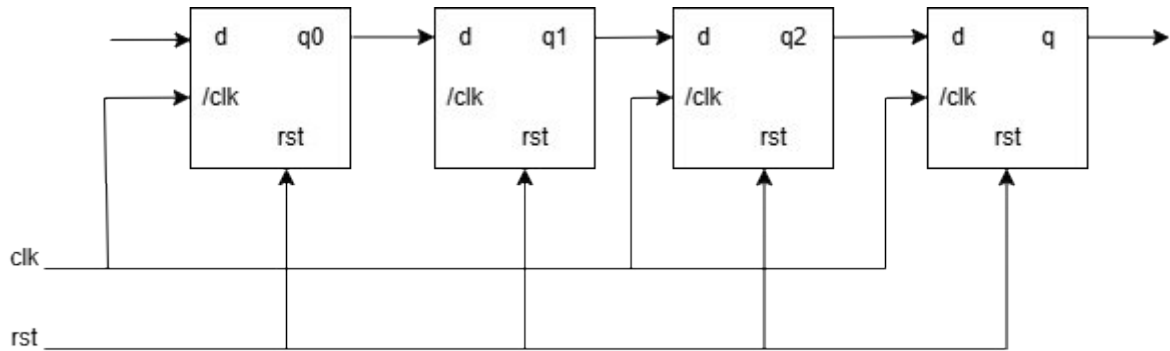 d q0 d q1 d q2 d q
/clk /clk /clk /clk
rst rst rst rst
clk
rst